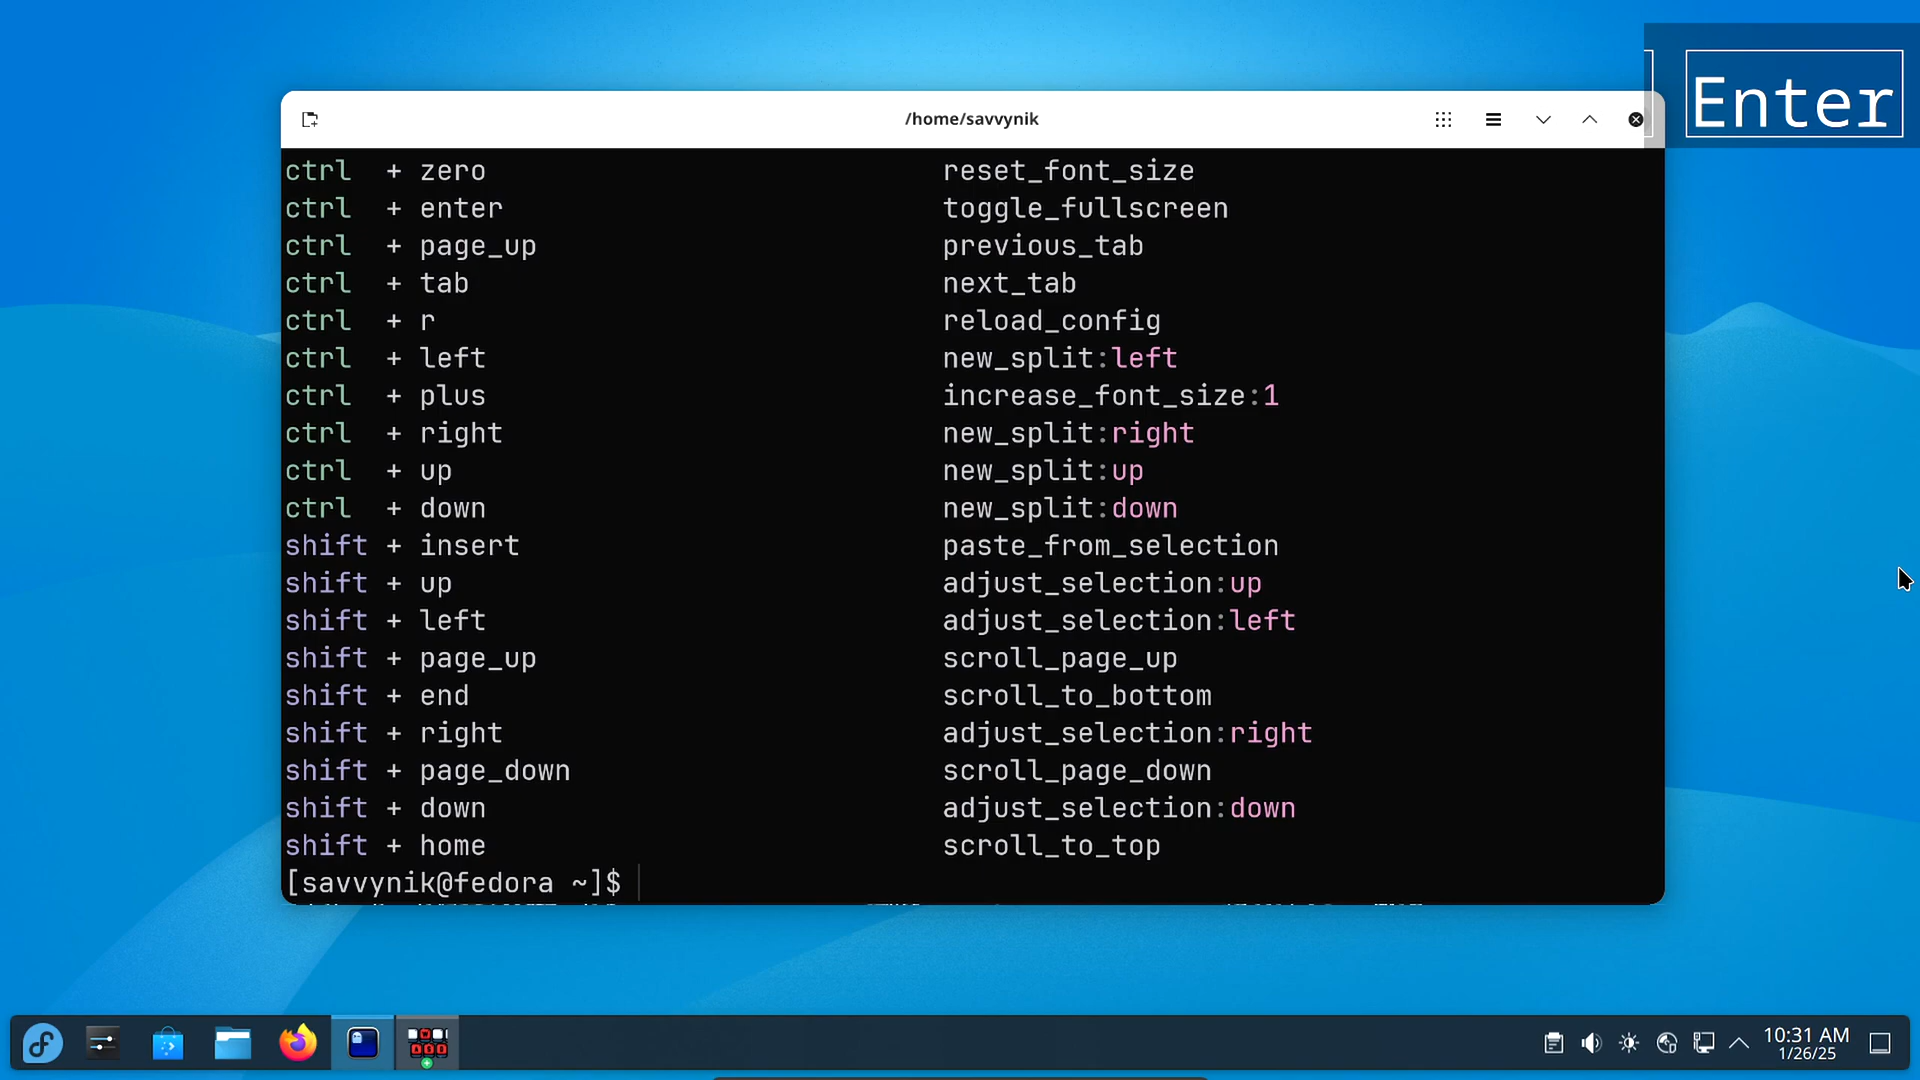 /home/savvynik
Enter
ctrl + zero reset_font_size
ctrl + enter toggle_fullscreen
ctrl + page_up previous_tab
ctrl + tab next_tab
ctrl + r reload_config
ctrl + left new_split:left
ctrl + plus increase_font_size:1
ctrl + right new_split:right
ctrl + up new_split:up
ctrl + down new_split:down
shift + insert paste_from_selection
shift + up adjust_selection:up
shift + left adjust_selection:left
shift + page_up scroll_page_up
shift + end scroll_to_bottom
shift + right adjust_selection:right
shift + page_down scroll_page_down
shift + down adjust_selection:down
shift + home scroll_to_top
[savvynik@fedora ~]$
10:31 AM
1/26/25